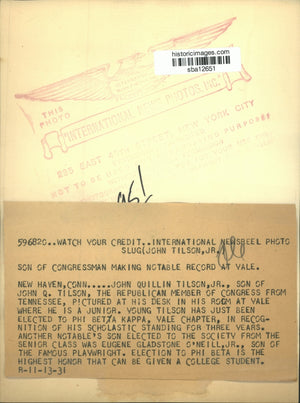 historicimages.com
sba12651
THIS
PHOTO
"INTERNATIONAL NEWS PHOTOS, INC."
225 EAST 45th STREET, NEW YORK CITY
NOT TO BE
PURPOSES
596820..WATCH YOUR CREDIT..INTERNATIONAL NEWSREEL PHOTO
SLUG(JOHN TILSON,JR.
SON OF CONGRESSMAN MAKING NOTABLE RECORD AT YALE.
NEW HAVEN,CONN.....JOHN QUILLIN TILSON,JR., SON OF
JOHN Q. TILSON, THE REPUBLICAN MEMBER OF CONGRESS FROM
TENNESSEE, PICTURED AT HIS DESK IN HIS ROOM AT YALE
WHERE HE IS A JUNIOR. YOUNG TILSON HAS JUST BEEN
ELECTED TO PHI BETA KAPPA, YALE CHAPTER, IN RECOG-
NITION OF HIS SCHOLASTIC STANDING FOR THREE YEARS.
ANOTHER NOTABLE'S SON ELECTED TO THE SOCIETY FROM THE
SENIOR CLASS WAS EUGENE GLADSTONE O'NEILL,JR., SON OF
THE FAMOUS PLAYWRIGHT. ELECTION TO PHI BETA IS THE
HIGHEST HONOR THAT CAN BE GIVEN A COLLEGE STUDENT.
R-11-13-31